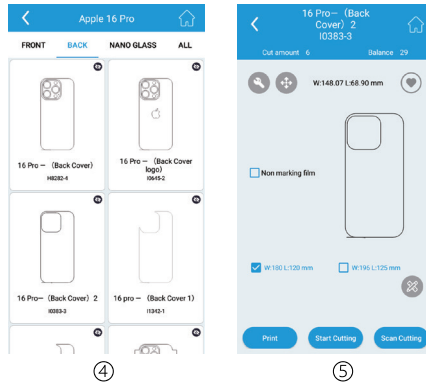 Apple 16 Pro
FRONT BACK NANO GLASS ALL
16 Pro— （Back Cover)
H0282-4
16 Pro — （Back Cover
logo)
I0645-2
16 Pro— （Back Cover）2
I0383-3
16 pro — （Back Cover 1)
I1342-1
④
16 Pro—（Back
Cover）2
I0383-3
Cut amount 6 Balance 29
W:148.07 L:68.90 mm
Non marking film
W:180 L:120 mm W:195 L:125 mm
Print Start Cutting Scan Cutting
⑤